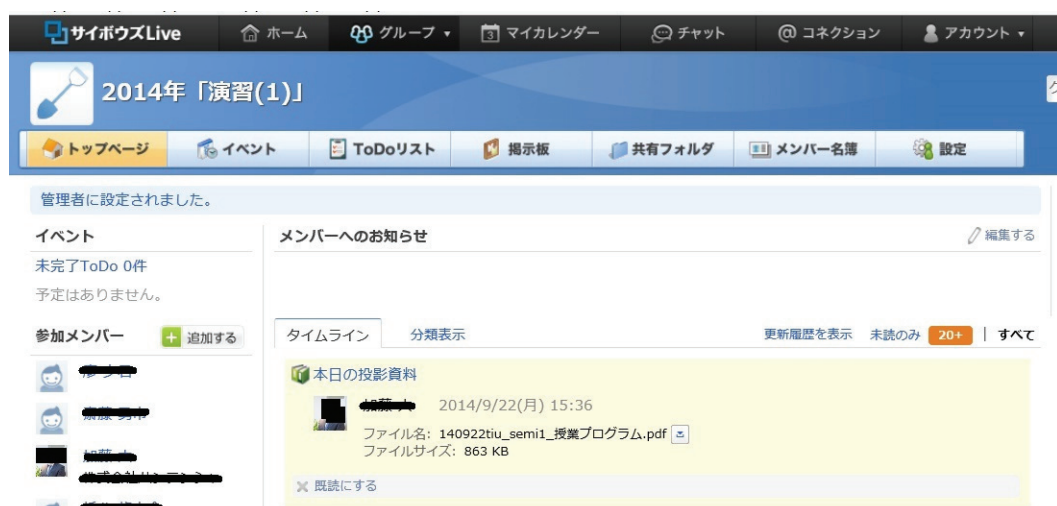 サイボウズLive ホーム グループ マイカレンダー チャット コネクション アカウント
2014年「演習(1)」
トップページ イベント ToDoリスト 掲示板 共有フォルダ メンバー名簿 設定
管理者に設定されました。
イベント
未完了ToDo 0件
予定はありません。
参加メンバー 追加する
メンバーへのお知らせ 編集する
タイムライン 分類表示 更新履歴を表示 未読のみ 20+ | すべて
本日の投影資料
2014/9/22(月) 15:36
ファイル名: 140922tiu_semi1_授業プログラム.pdf
ファイルサイズ: 863 KB
既読にする